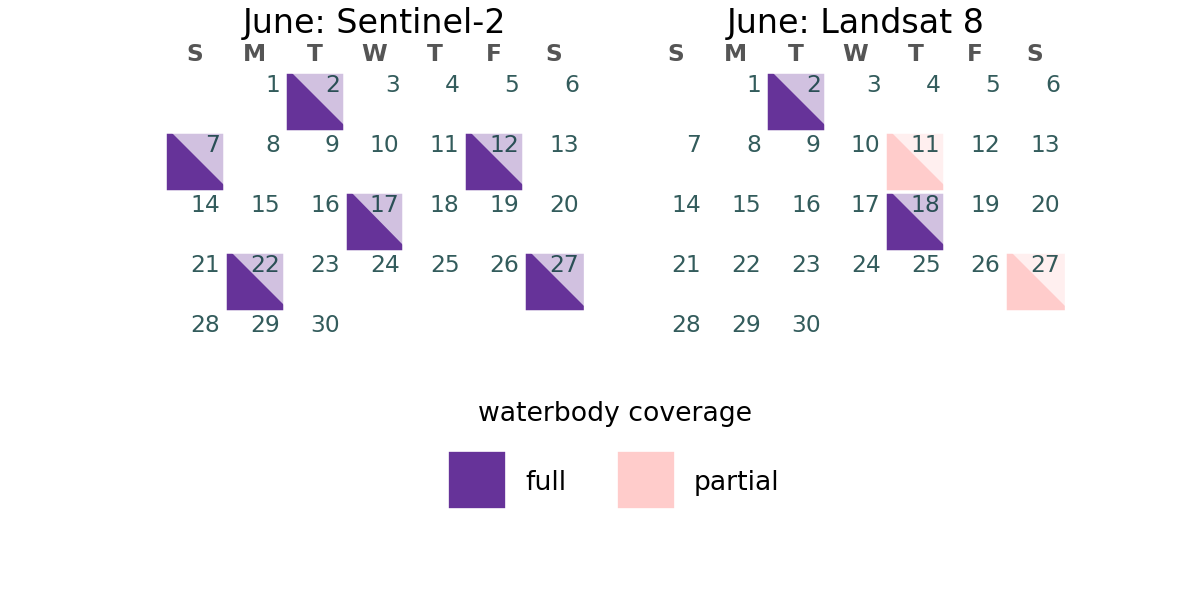 June: Sentinel-2
S M T W T F S
1 2 3 4 5 6
7 8 9 10 11 12 13
14 15 16 17 18 19 20
21 22 23 24 25 26 27
28 29 30
June: Landsat 8
S M T W T F S
1 2 3 4 5 6
7 8 9 10 11 12 13
14 15 16 17 18 19 20
21 22 23 24 25 26 27
28 29 30
waterbody coverage
full partial